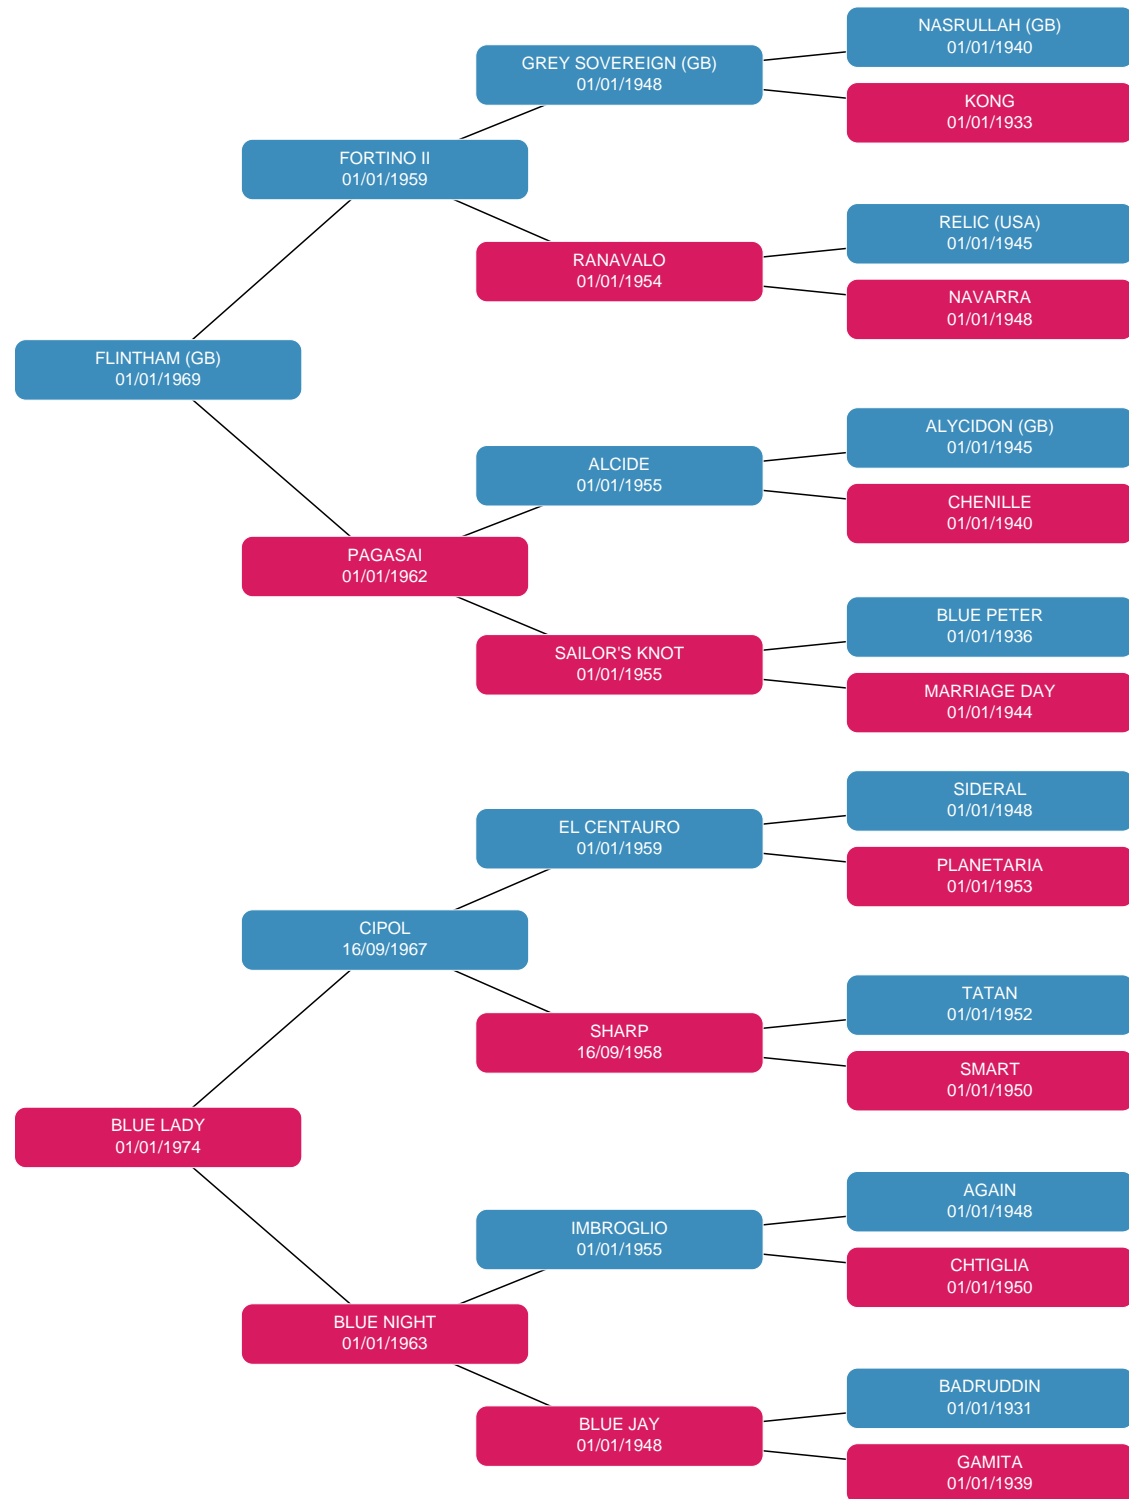 NASRULLAH (GB)
01/01/1940
GREY SOVEREIGN (GB)
01/01/1948
KONG
01/01/1933
FORTINO II
01/01/1959
RELIC (USA)
01/01/1945
RANAVALO
01/01/1954
NAVARRA
01/01/1948
FLINTHAM (GB)
01/01/1969
ALYCIDON (GB)
01/01/1945
ALCIDE
01/01/1955
CHENILLE
01/01/1940
PAGASAI
01/01/1962
BLUE PETER
01/01/1936
SAILOR'S KNOT
01/01/1955
MARRIAGE DAY
01/01/1944
SIDERAL
01/01/1948
EL CENTAURO
01/01/1959
PLANETARIA
01/01/1953
CIPOL
16/09/1967
TATAN
01/01/1952
SHARP
16/09/1958
SMART
01/01/1950
BLUE LADY
01/01/1974
AGAIN
01/01/1948
IMBROGLIO
01/01/1955
CHTIGLIA
01/01/1950
BLUE NIGHT
01/01/1963
BADRUDDIN
01/01/1931
BLUE JAY
01/01/1948
GAMITA
01/01/1939